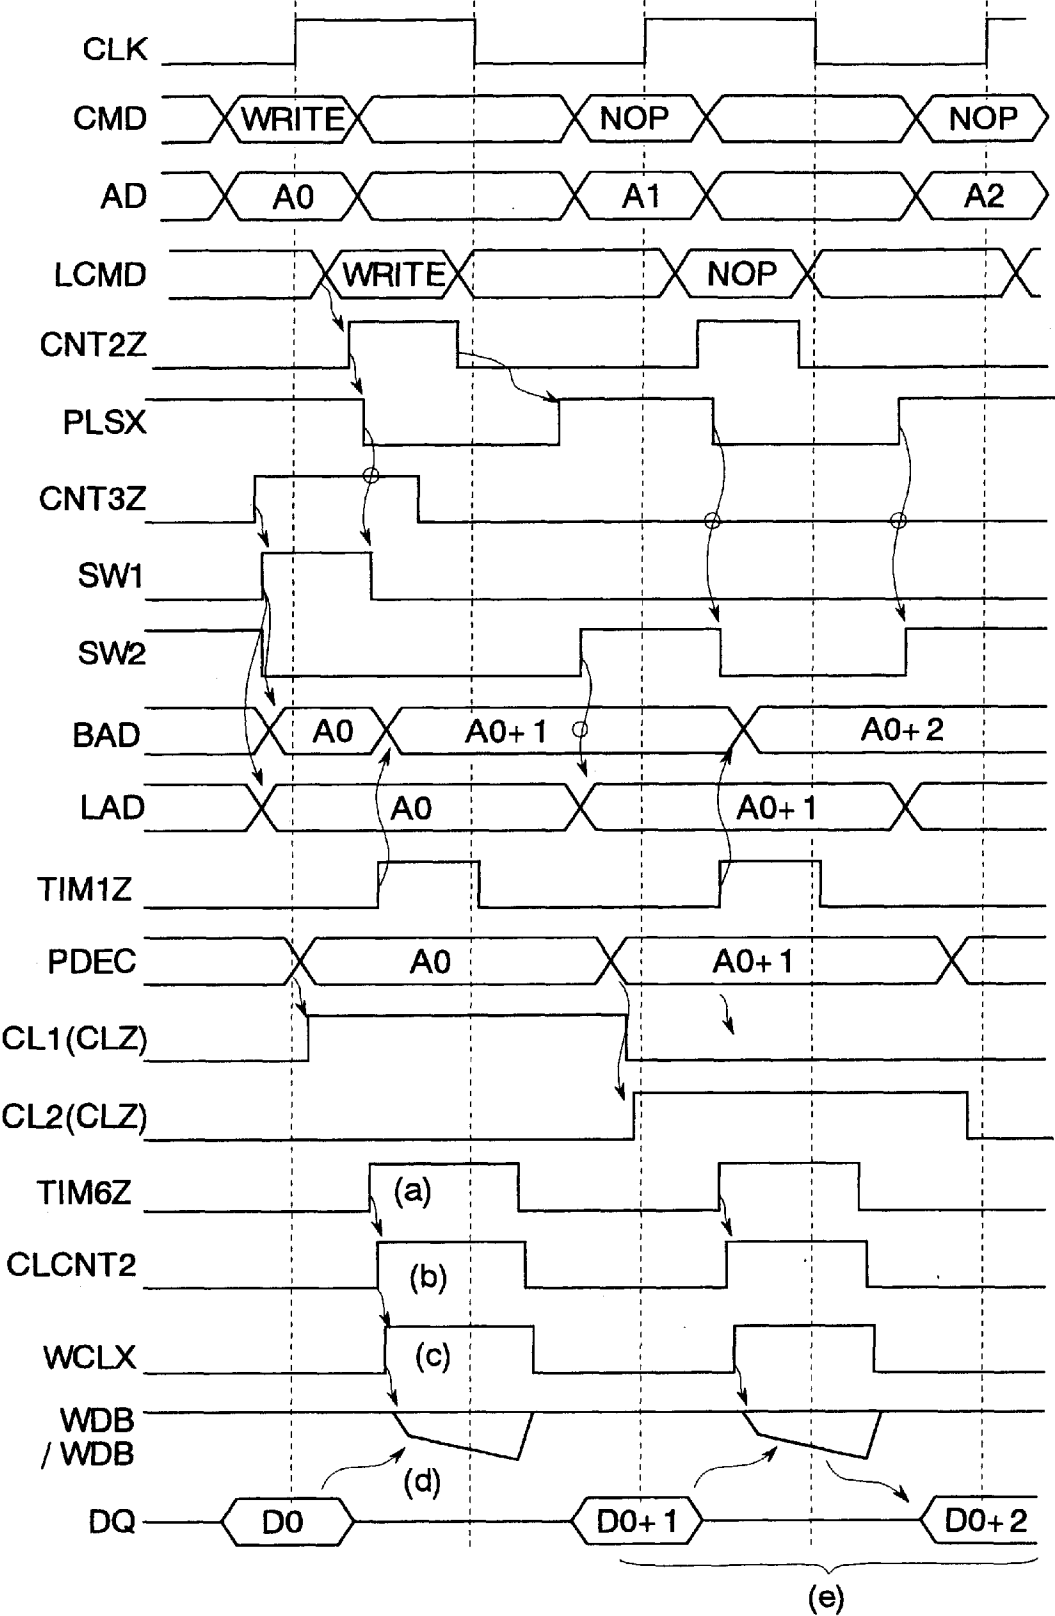 CLK
CMD WRITE NOP NOP
AD A0 A1 A2
LCMD WRITE NOP
CNT2Z
PLSX
CNT3Z
SW1
SW2
BAD A0 A0+1 A0+2
LAD A0 A0+1
TIM1Z
PDEC A0 A0+1
CL1(CLZ)
CL2(CLZ)
TIM6Z (a)
CLCNT2 (b)
WCLX (c)
WDB
/WDB
(d)
DQ D0 D0+1 D0+2
(e)